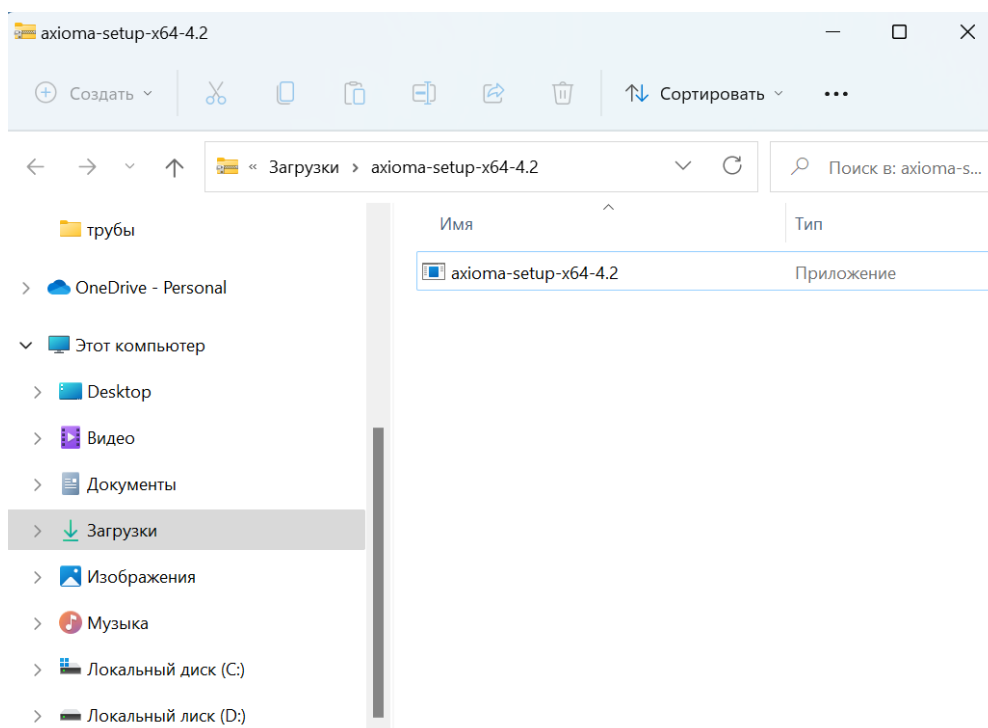 axioma-setup-x64-4.2
Создать
Сортировать
« Загрузки › axioma-setup-x64-4.2
Поиск в: axioma-s...
трубы
OneDrive - Personal
Этот компьютер
Desktop
Видео
Документы
Загрузки
Изображения
Музыка
Локальный диск (C:)
Локальный лиск (D:)
Имя
Тип
axioma-setup-x64-4.2
Приложение